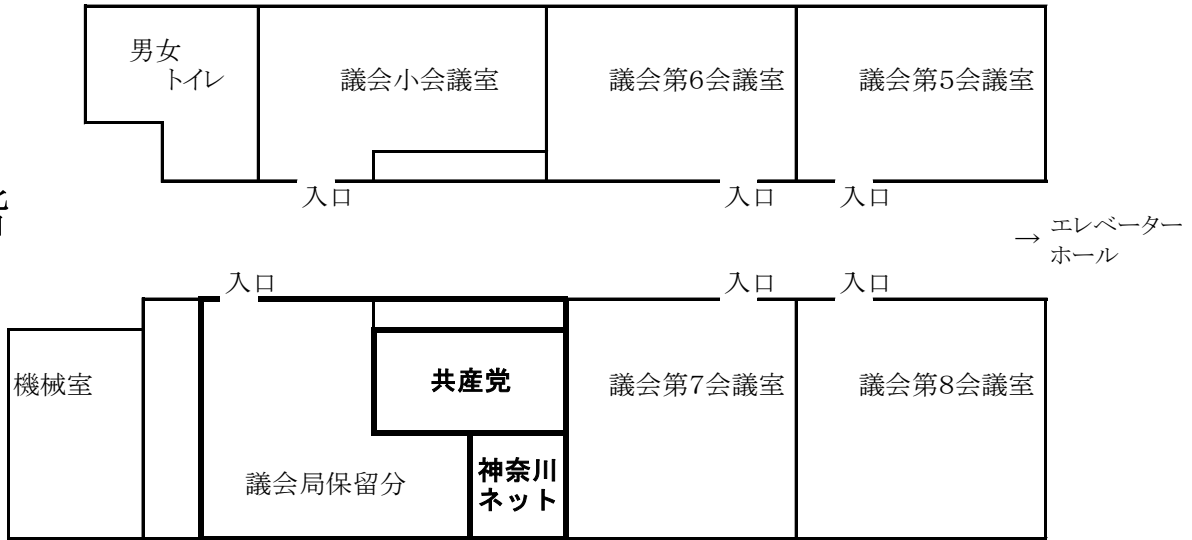 男女
トイレ
議会小会議室
議会第6会議室
議会第5会議室
入口
入口
入口
→ エレベーター
ホール
入口
入口
入口
機械室
共産党
議会第7会議室
議会第8会議室
議会局保留分
神奈川
ネット